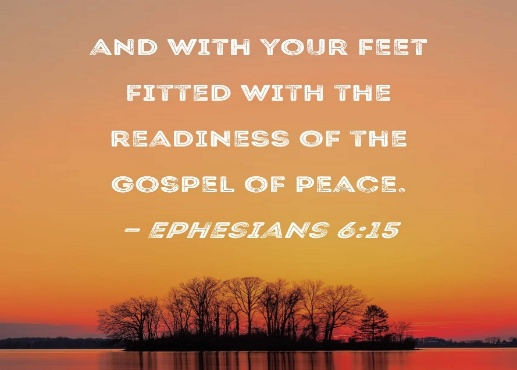 AND WITH YOUR FEET
FITTED WITH THE
READINESS OF THE
GOSPEL OF PEACE.
– EPHESIANS 6:15